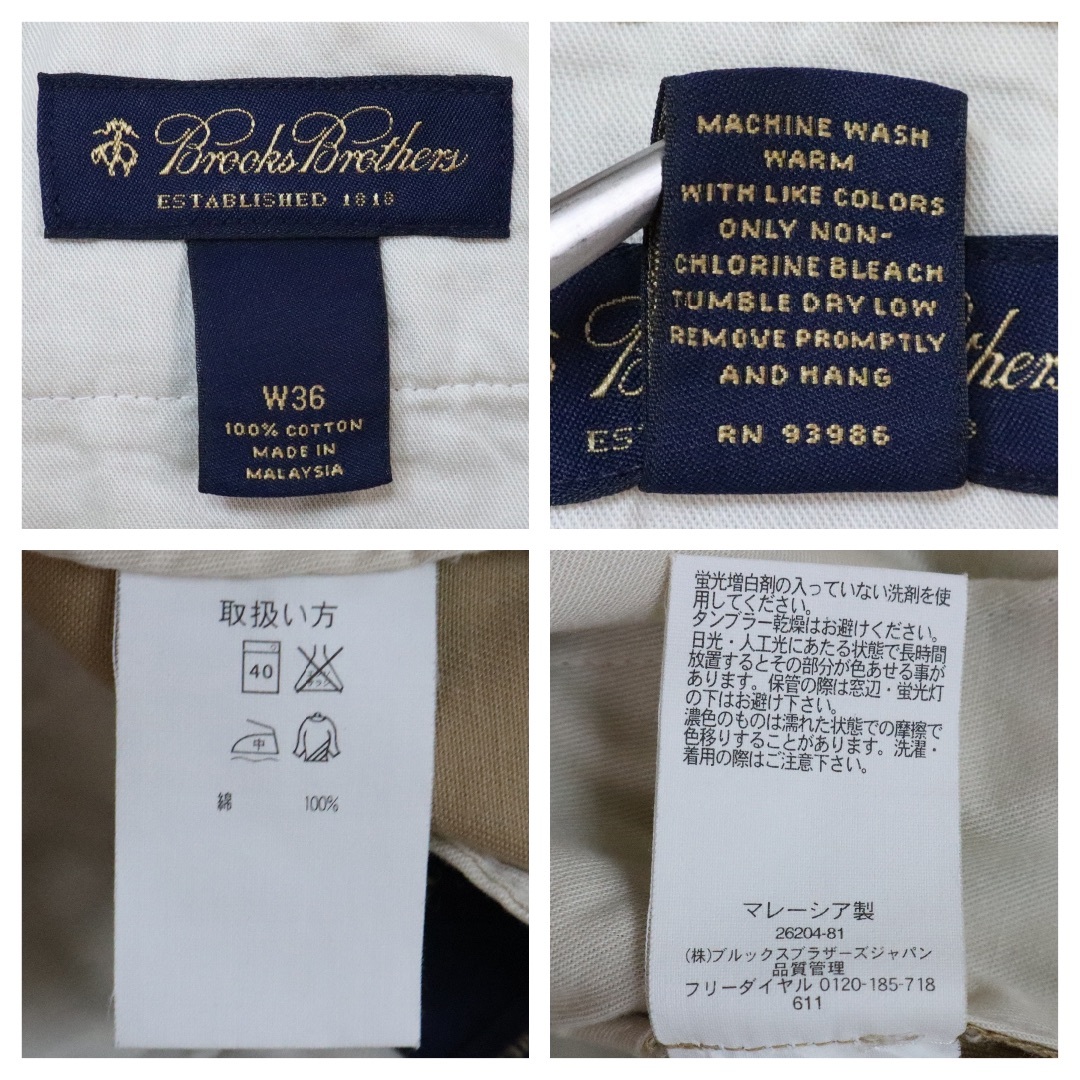 Brooks Brothers
ESTABLISHED 1818
W36
100% COTTON
MADE IN
MALAYSIA
MACHINE WASH
WARM
WITH LIKE COLORS
ONLY NON-
CHLORINE BLEACH
TUMBLE DRY LOW
REMOVE PROMPTLY
AND HANG
RN 93986
取扱い方
40
中
綿 100%
蛍光増白剤の入っていない洗剤を使
用してください。
タンブラー乾燥はお避けください。
日光・人工光にあたる状態で長時間
放置するとその部分が色あせる事が
あります。保管の際は窓辺・蛍光灯
の下はお避け下さい。
濃色のものは濡れた状態での摩擦で
色移りすることがあります。洗濯・
着用の際はご注意下さい。
マレーシア製
26204-81
(株)ブルックスブラザーズジャパン
品質管理
フリーダイヤル 0120-185-718
611